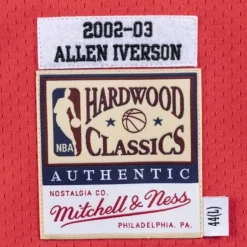 2002-03
ALLEN IVERSON
NBA
HARDWOOD
CLASSICS
AUTHENTIC
NOSTALGIA CO.
Mitchell & Ness
PHILADELPHIA, PA.
44(L)